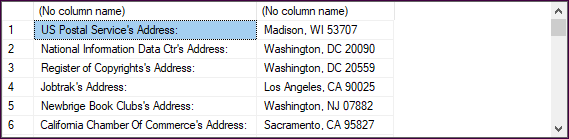 (No column name) (No column name)
1 US Postal Service's Address: Madison, WI 53707
2 National Information Data Ctr's Address: Washington, DC 20090
3 Register of Copyrights's Address: Washington, DC 20559
4 Jobtrak's Address: Los Angeles, CA 90025
5 Newbrige Book Clubs's Address: Washington, NJ 07882
6 California Chamber Of Commerce's Address: Sacramento, CA 95827